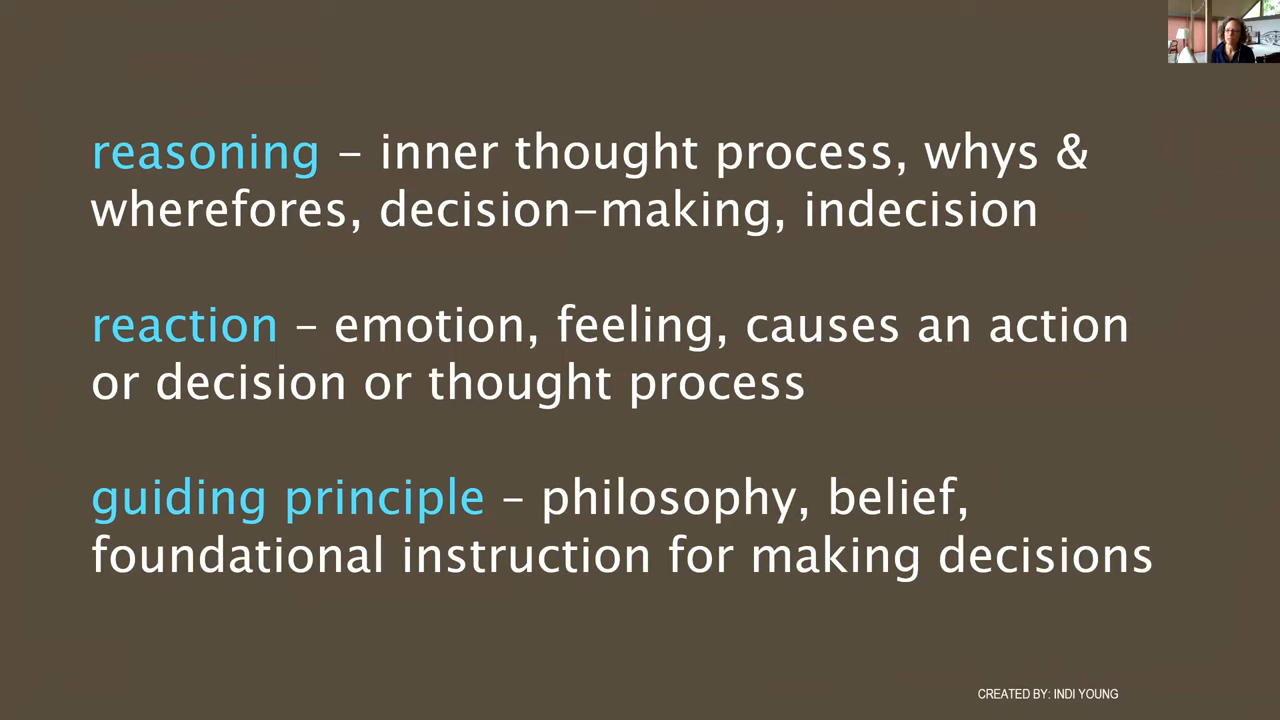 reasoning – inner thought process, whys &
wherefores, decision-making, indecision
reaction – emotion, feeling, causes an action
or decision or thought process
guiding principle – philosophy, belief,
foundational instruction for making decisions
CREATED BY: INDI YOUNG